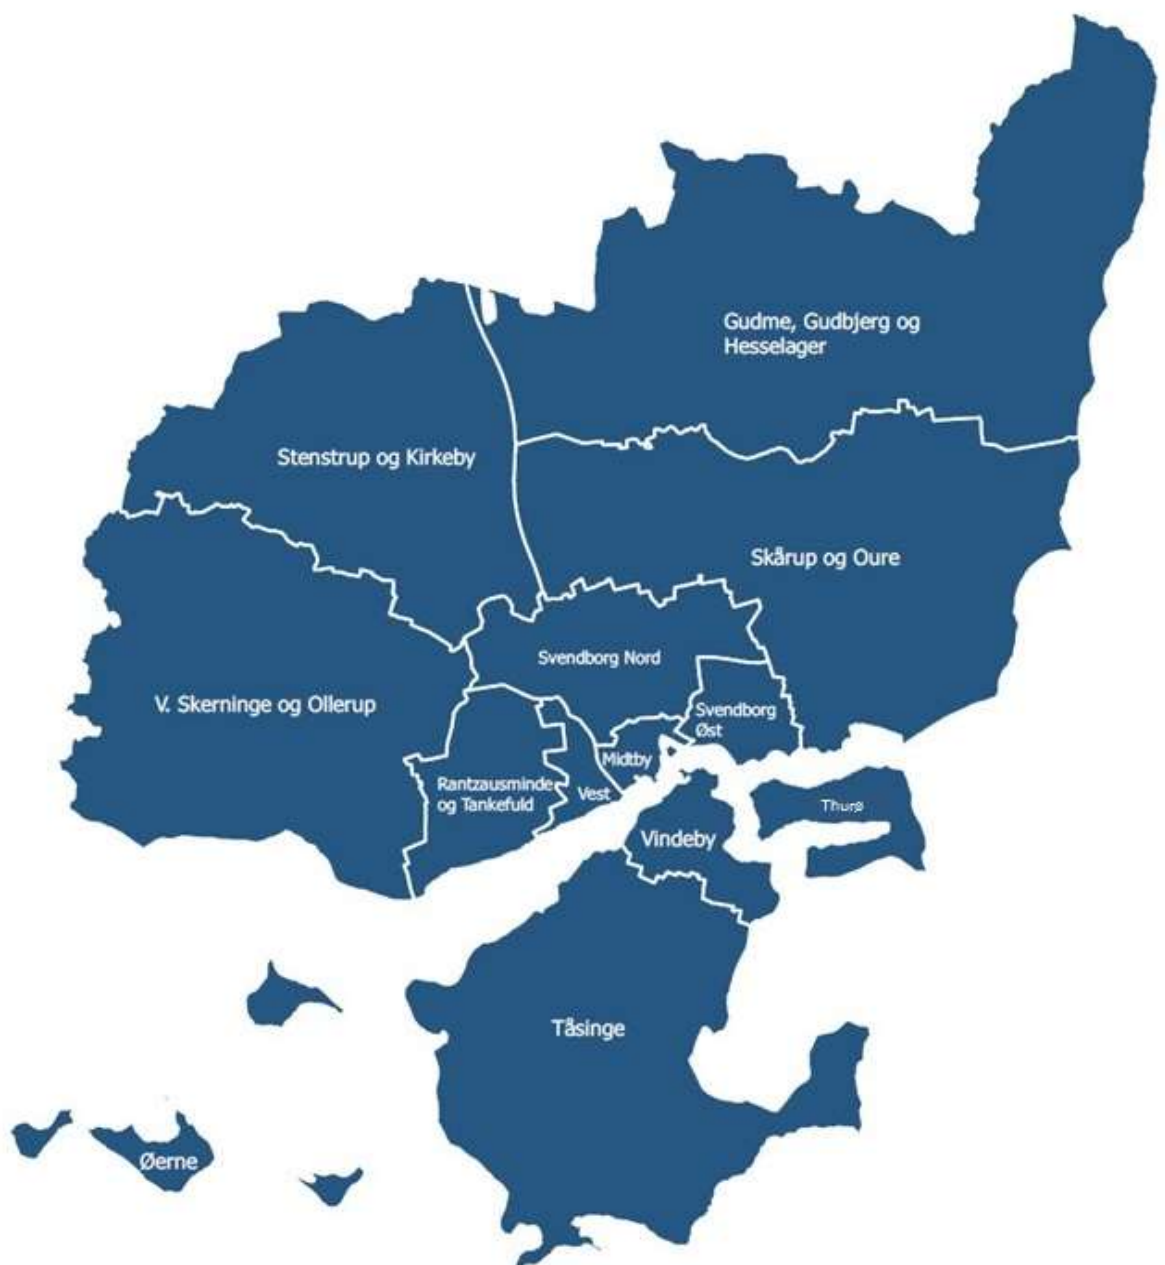 Gudme, Gudbjerg og
Hesselager
Stenstrup og Kirkeby
Skårup og Oure
Svendborg Nord
V. Skerninge og Ollerup
Svendborg
Øst
Midtby
Rantzausminde
og Tankefuld
Vest
Thurø
Vindeby
Tåsinge
Øerne